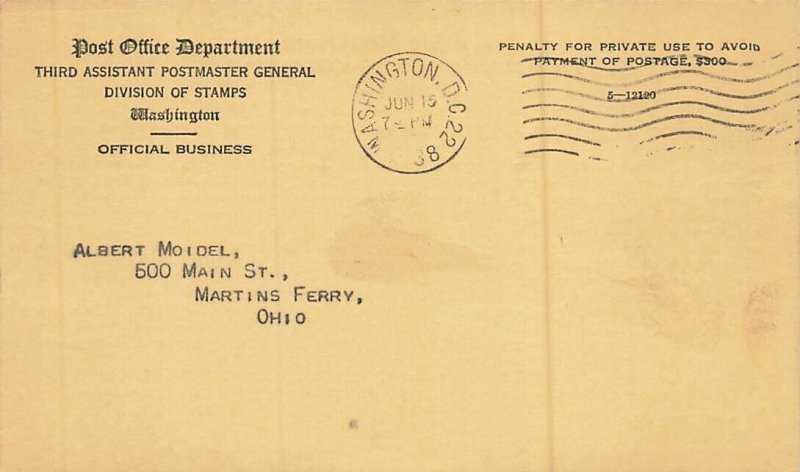 Post Office Department
THIRD ASSISTANT POSTMASTER GENERAL
DIVISION OF STAMPS
Washington
OFFICIAL BUSINESS
WASHINGTON, D.C. 22
JUN 15
PM
PENALTY FOR PRIVATE USE TO AVOID
PAYMENT OF POSTAGE, $300
5—12120
ALBERT MOIDEL,
500 MAIN ST.,
MARTINS FERRY,
OHIO